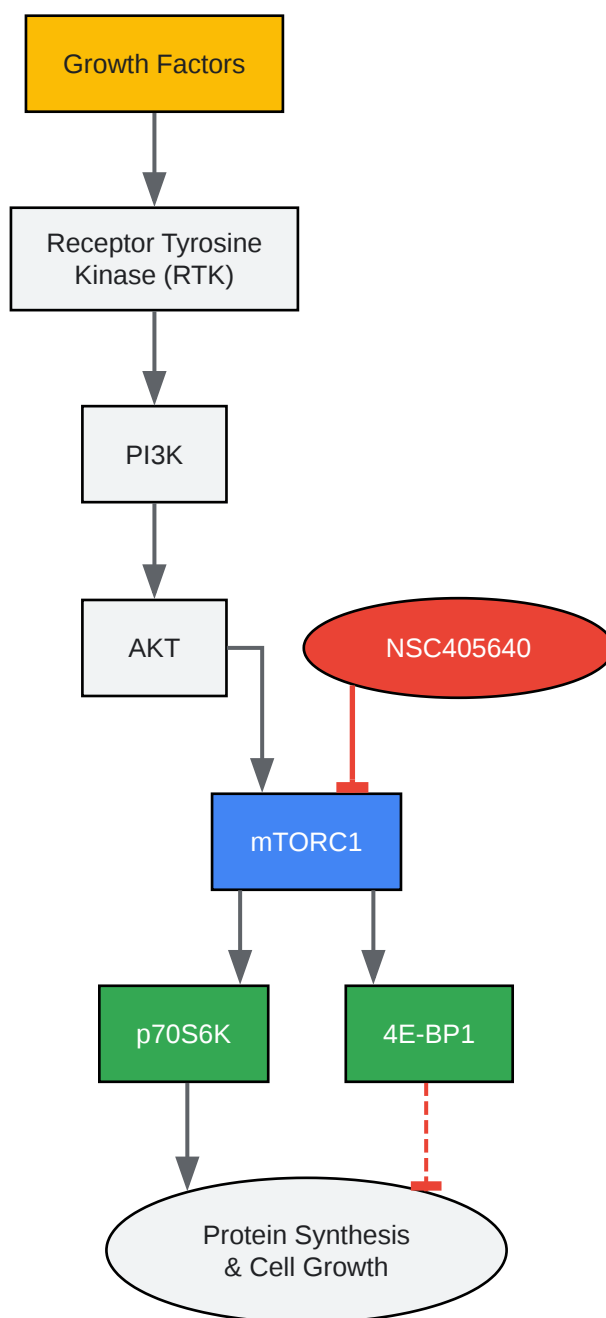 Growth Factors
Receptor Tyrosine
Kinase (RTK)
PI3K
AKT
NSC405640
mTORC1
p70S6K
4E-BP1
Protein Synthesis
& Cell Growth